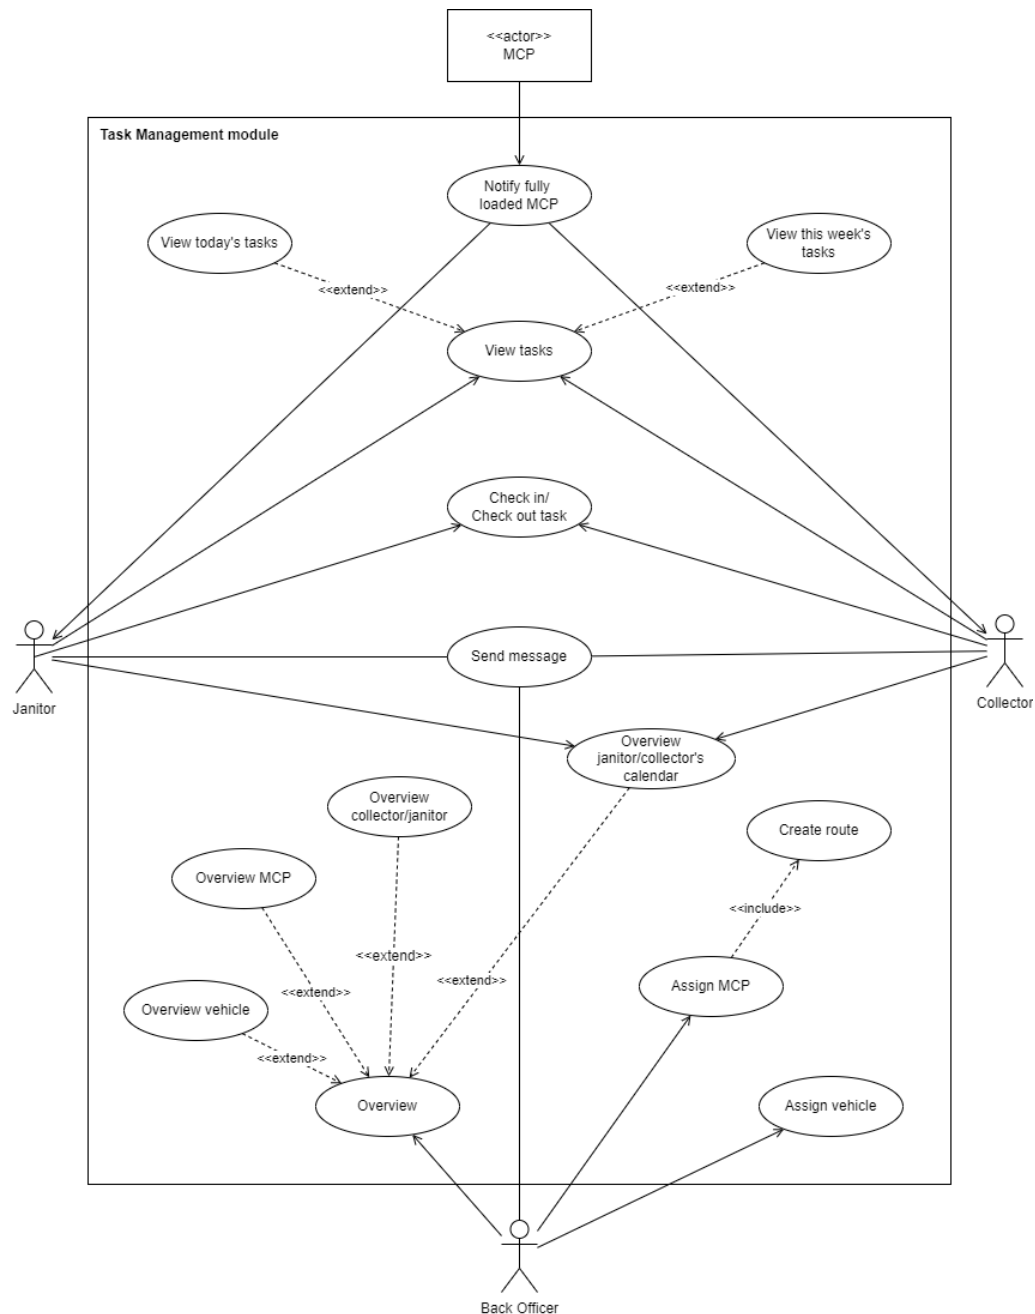 <<actor>>
MCP
Task Management module
Notify fully
loaded MCP
View today's tasks
View this week's
tasks
<<extend>>
<<extend>>
View tasks
Check in/
Check out task
Send message
Janitor
Collector
Overview
janitor/collector's
calendar
Overview
collector/janitor
Create route
Overview MCP
<<include>>
<<extend>>
<<extend>>
<<extend>>
Assign MCP
Overview vehicle
<<extend>>
Overview
Assign vehicle
Back Officer